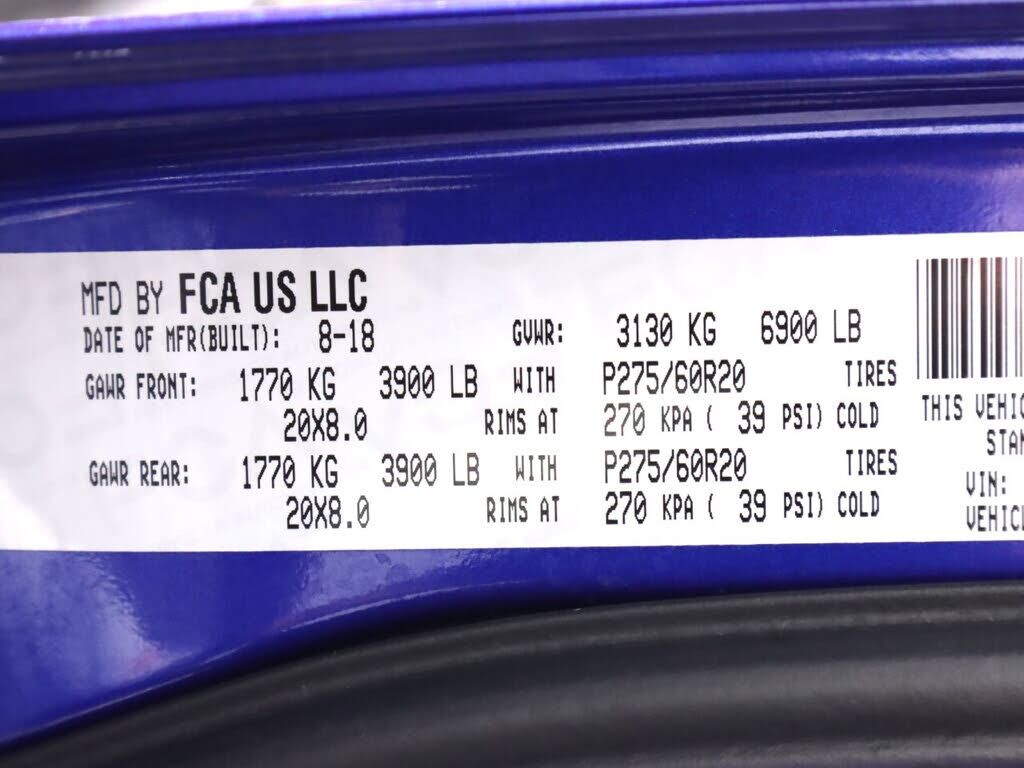 MFD BY FCA US LLC
DATE OF MFR(BUILT): 8-18 GVWR: 3130 KG 6900 LB
GAWR FRONT: 1770 KG 3900 LB WITH P275/60R20 TIRES
20X8.0 RIMS AT 270 KPA ( 39 PSI) COLD
GAWR REAR: 1770 KG 3900 LB WITH P275/60R20 TIRES
20X8.0 RIMS AT 270 KPA ( 39 PSI) COLD
THIS
VIN: